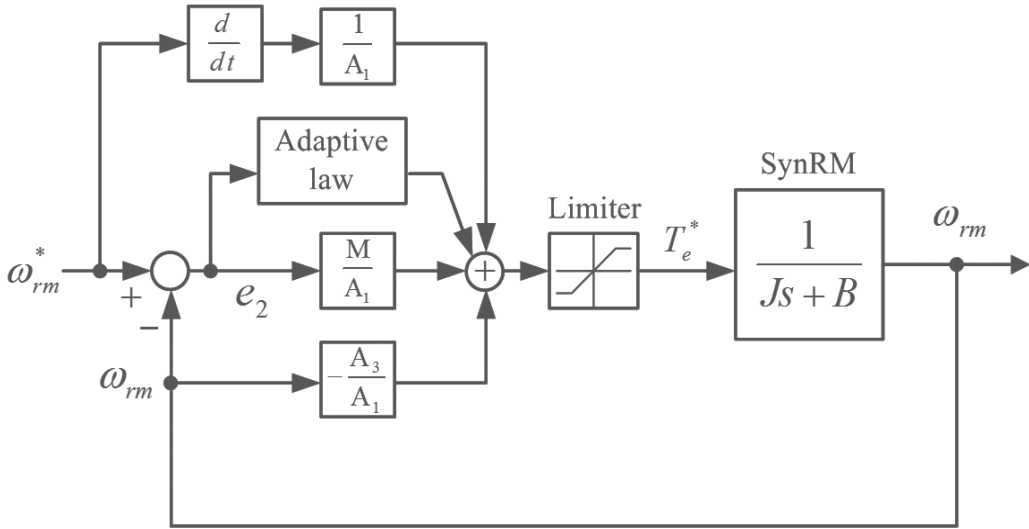 d
dt
1
A₁
Adaptive
law
SynRM
Limiter
ω*ᵣₘ
+
−
e₂
M
A₁
+
T*ₑ
1
Js + B
ωᵣₘ
ωᵣₘ
−A₃
A₁